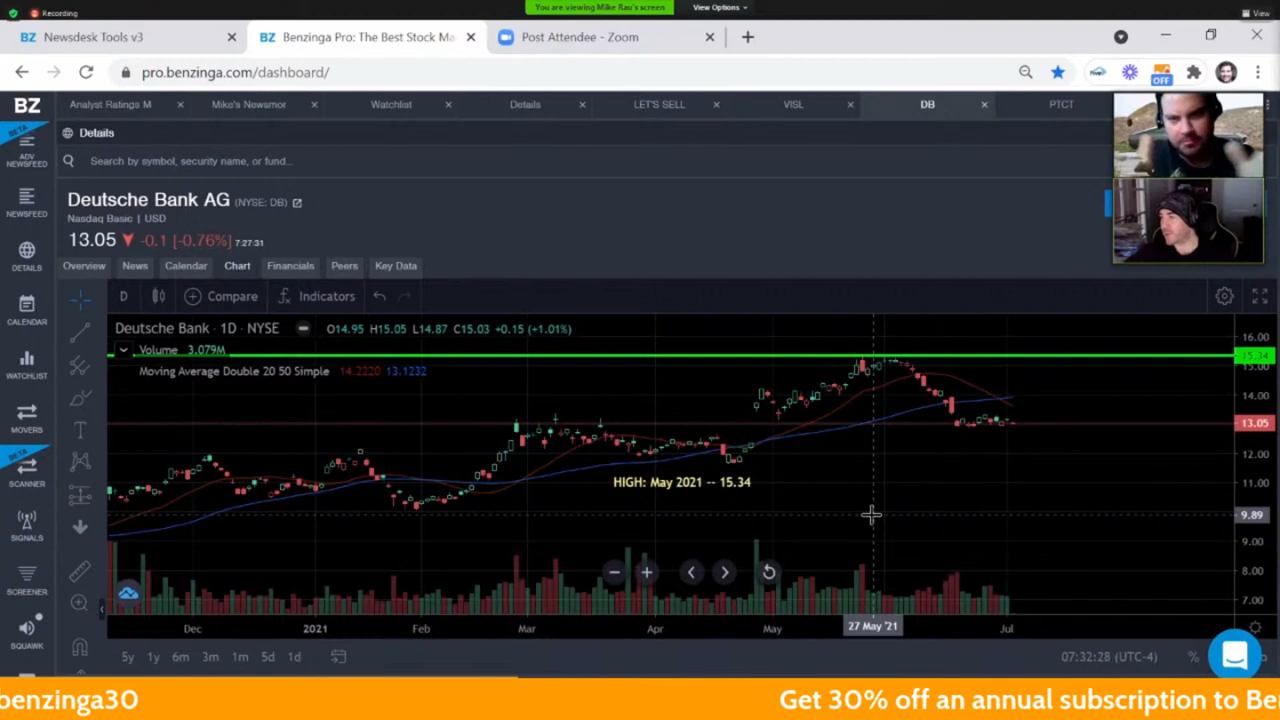 Recording
You are viewing Mike Rau's screen
View Options
View
Newsdesk Tools v3
Benzinga Pro: The Best Stock Ma
Post Attendee - Zoom
pro.benzinga.com/dashboard/
OFF
BZ
Analyst Ratings M
Mike's Newsmor
Watchlist
Details
LET'S SELL
VISL
DB
PTCT
BETA
ADV
NEWSFEED
NEWSFEED
DETAILS
CALENDAR
WATCHLIST
MOVERS
BETA
SCANNER
SIGNALS
SCREENER
SQUAWK
Details
Search by symbol, security name, or fund...
Deutsche Bank AG (NYSE: DB)
Nasdaq Basic | USD
13.05 -0.1 [-0.76%] 7:27:31
Overview News Calendar Chart Financials Peers Key Data
D Compare Indicators
Deutsche Bank · 1D · NYSE O14.95 H15.05 L14.87 C15.03 +0.15 (+1.01%)
Volume 3.079M
Moving Average Double 20 50 Simple 14.2220 13.1232
HIGH: May 2021 -- 15.34
16.00
15.34
15.00
14.00
13.05
12.00
11.00
9.89
9.00
8.00
7.00
Dec 2021 Feb Mar Apr May 27 May '21 Jul
5y 1y 6m 3m 1m 5d 1d
07:32:28 (UTC-4) %
benzinga30
Get 30% off an annual subscription to Be